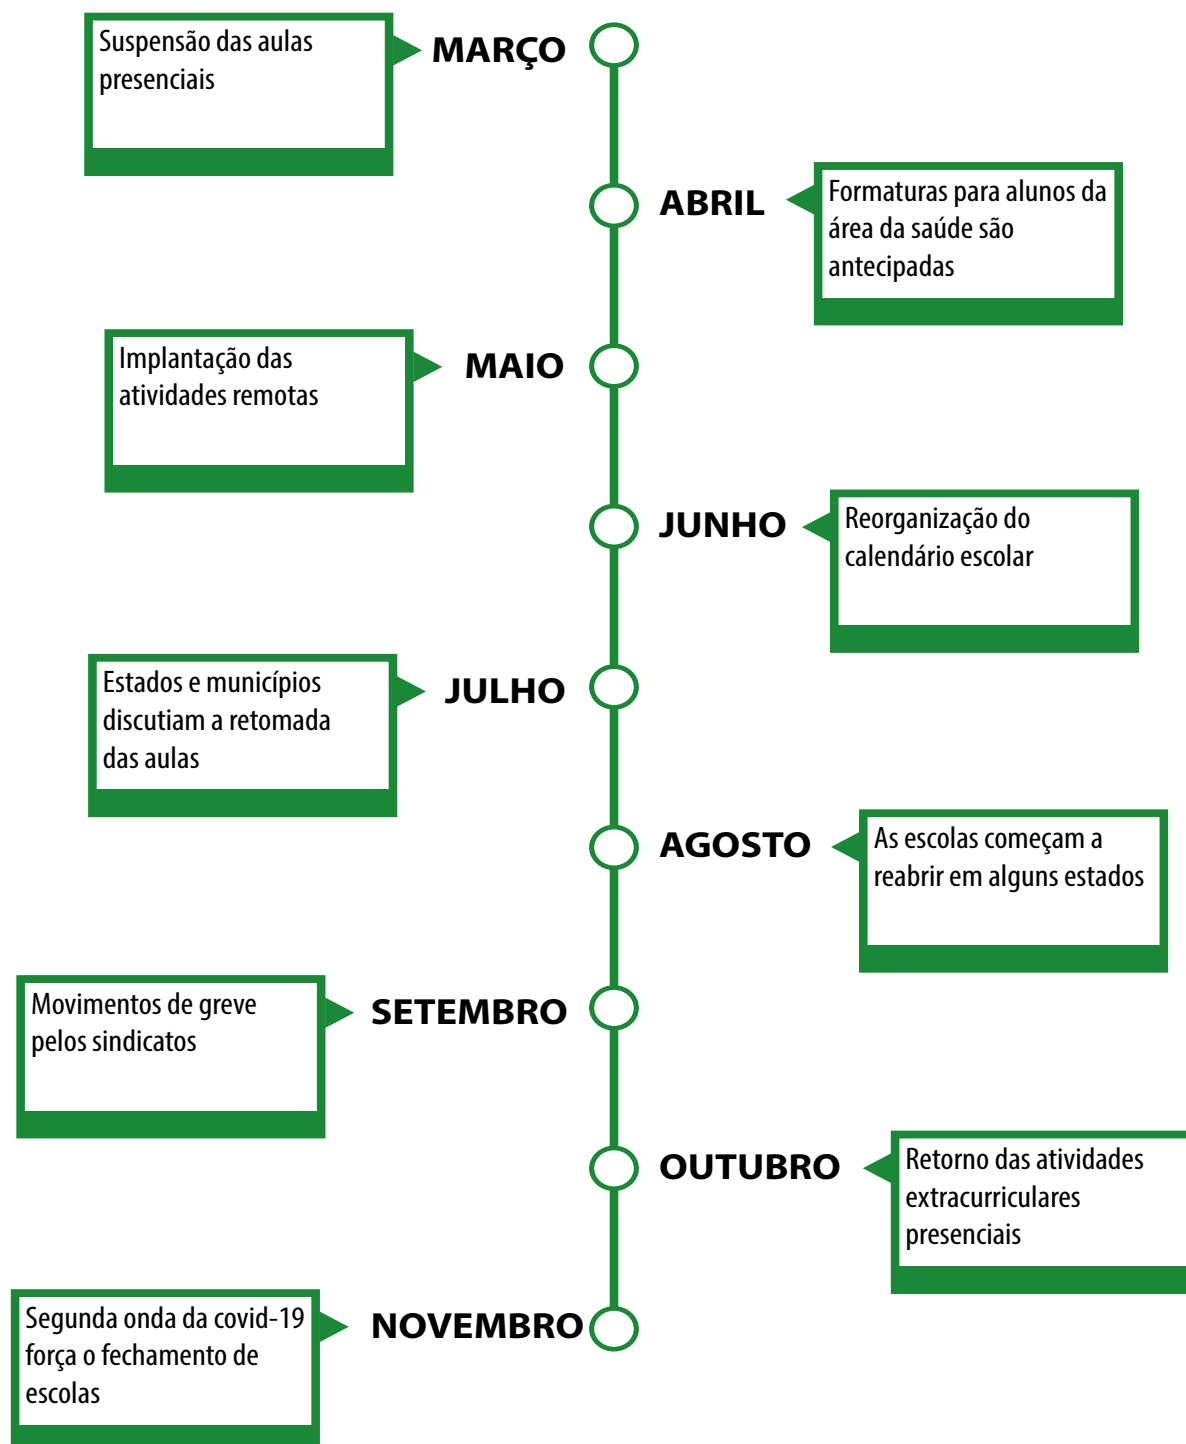 Suspensão das aulas
presenciais
MARÇO
ABRIL
Formaturas para alunos da
área da saúde são
antecipadas
Implantação das
atividades remotas
MAIO
JUNHO
Reorganização do
calendário escolar
Estados e municípios
discutiam a retomada
das aulas
JULHO
AGOSTO
As escolas começam a
reabrir em alguns estados
Movimentos de greve
pelos sindicatos
SETEMBRO
OUTUBRO
Retorno das atividades
extracurriculares
presenciais
Segunda onda da covid-19
força o fechamento de
escolas
NOVEMBRO